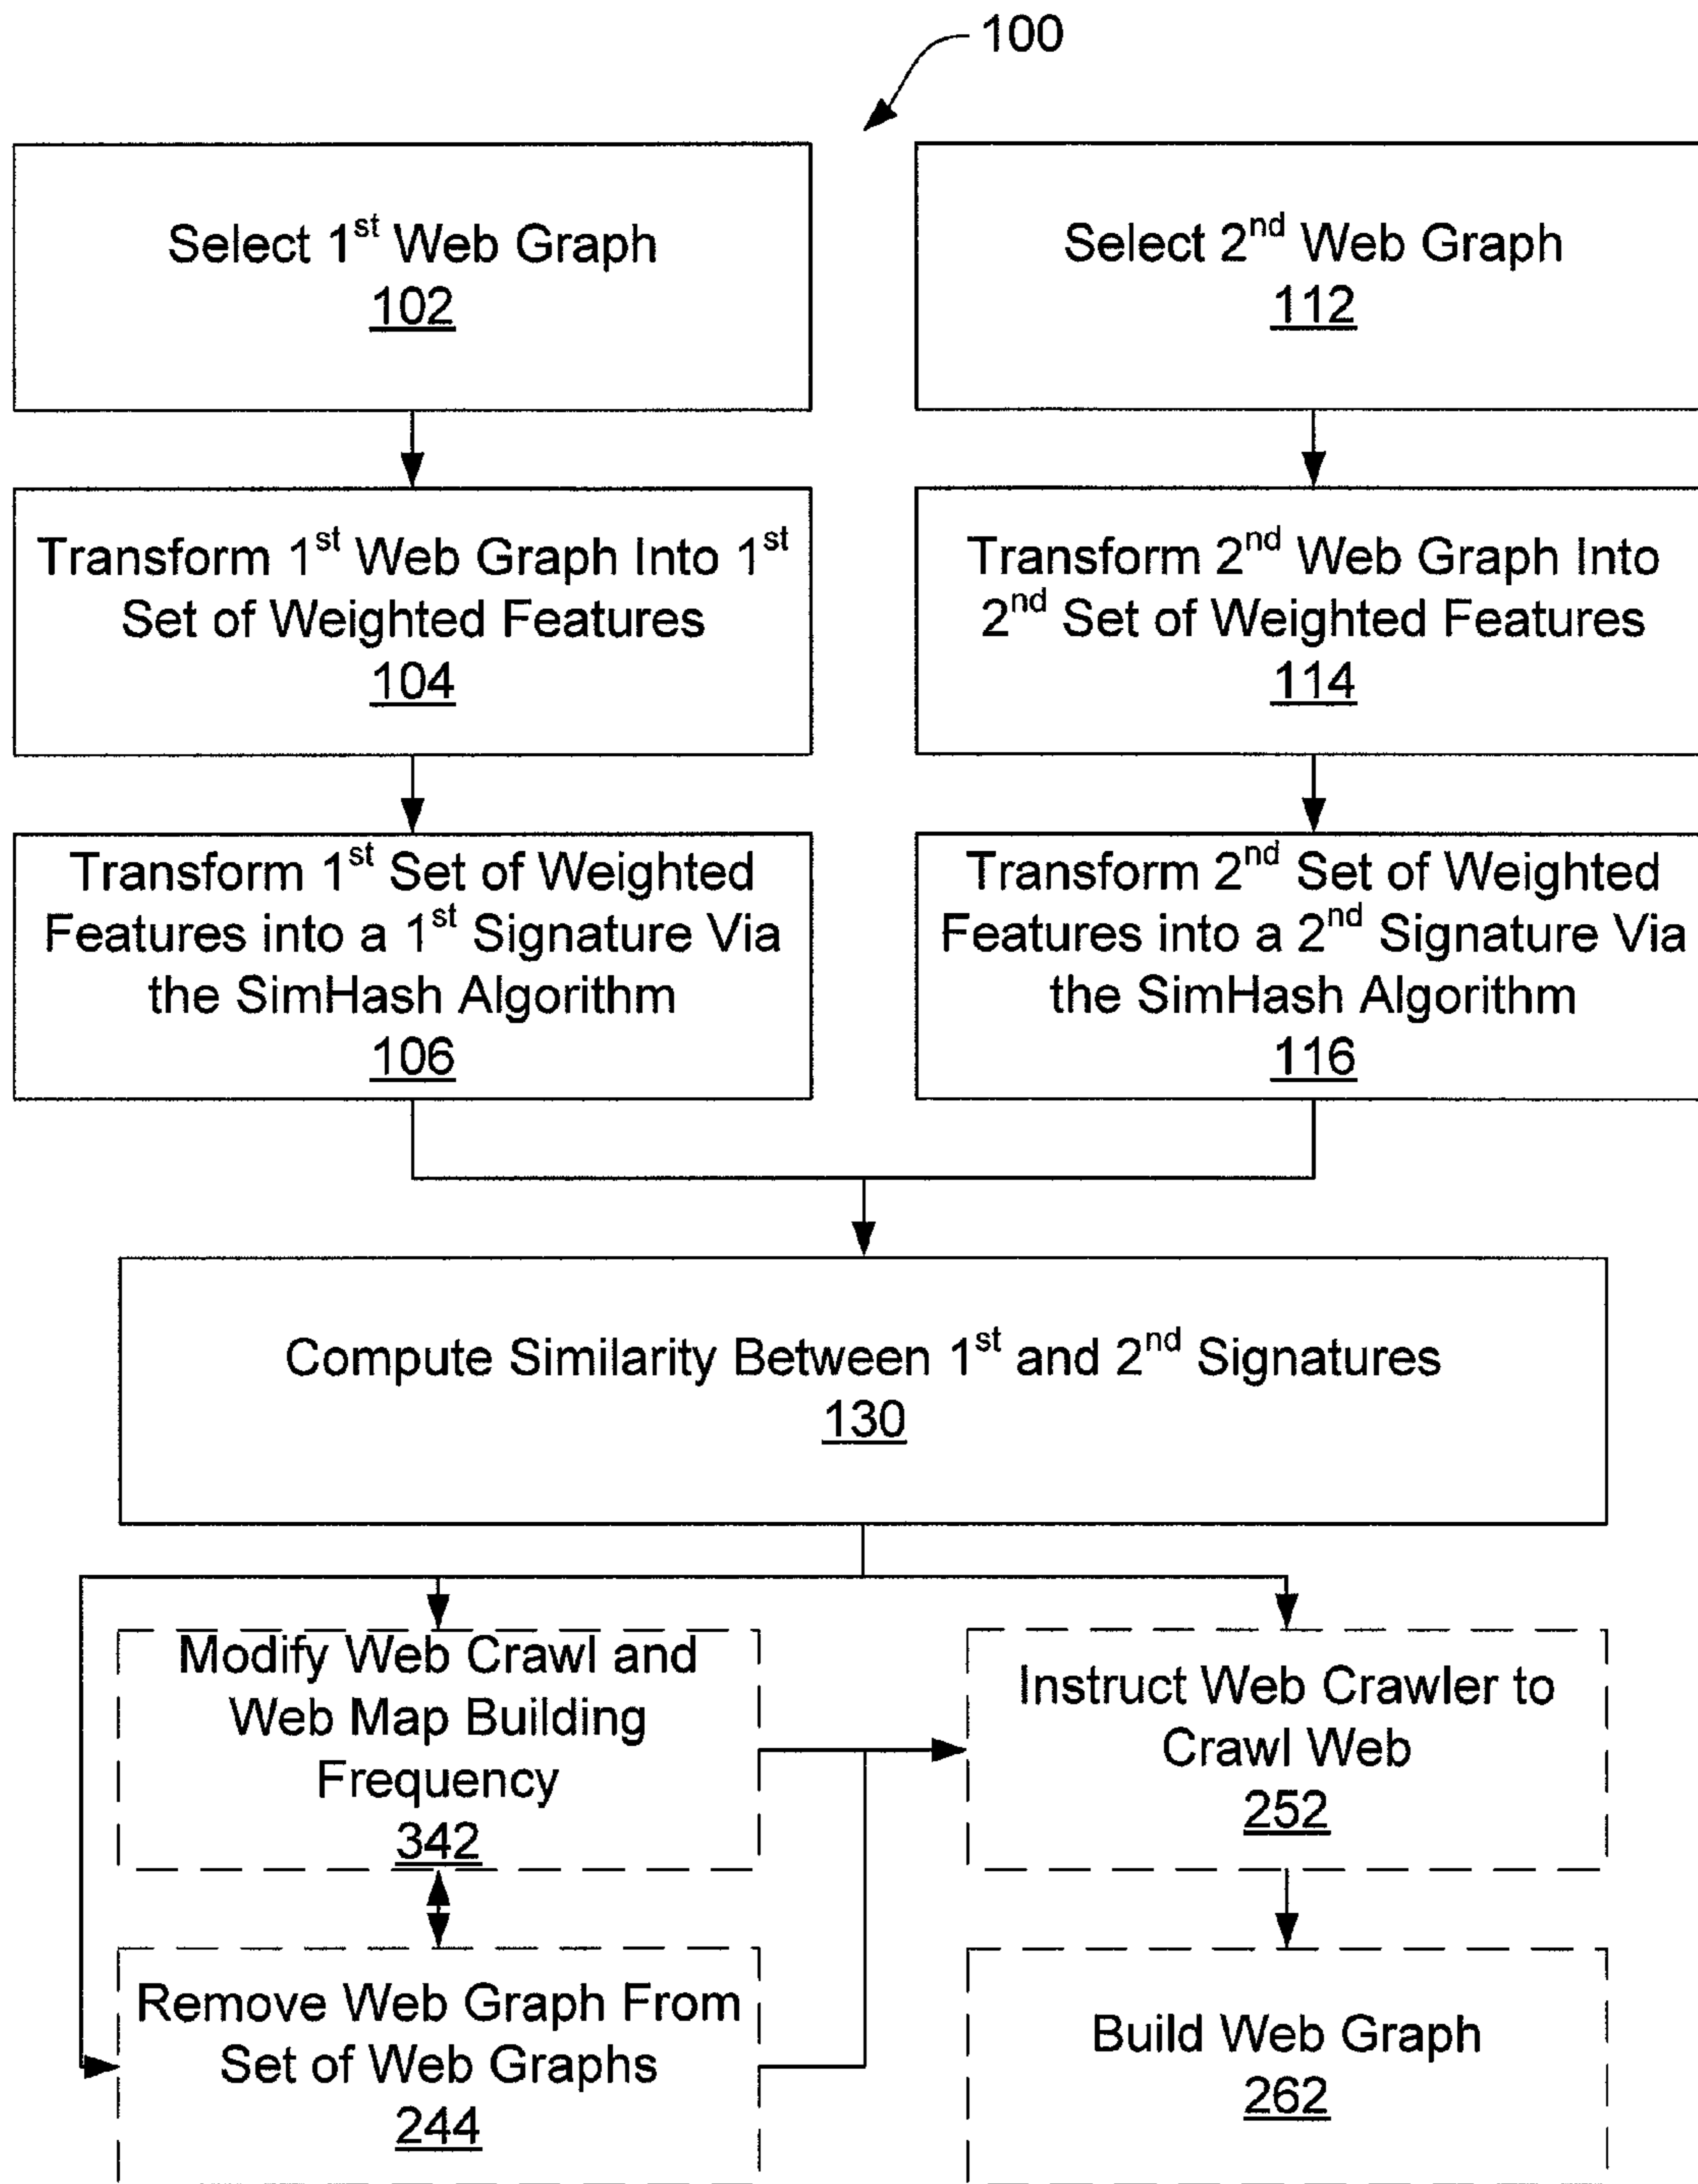 100
Select 1st Web Graph
102
Select 2nd Web Graph
112
Transform 1st Web Graph Into 1st
Set of Weighted Features
104
Transform 2nd Web Graph Into
2nd Set of Weighted Features
114
Transform 1st Set of Weighted
Features into a 1st Signature Via
the SimHash Algorithm
106
Transform 2nd Set of Weighted
Features into a 2nd Signature Via
the SimHash Algorithm
116
Compute Similarity Between 1st and 2nd Signatures
130
Modify Web Crawl and
Web Map Building
Frequency
342
Instruct Web Crawler to
Crawl Web
252
Remove Web Graph From
Set of Web Graphs
244
Build Web Graph
262